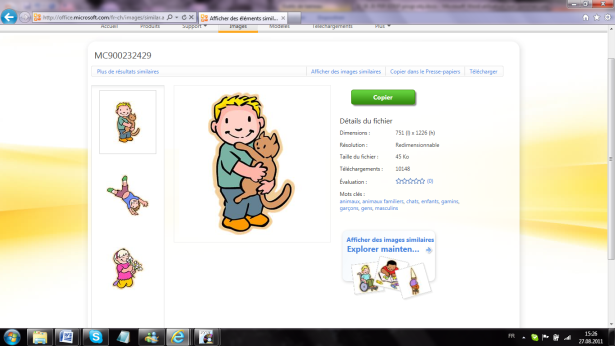 http://office.microsoft.com/fr-ch/images/similar.a
Afficher des éléments simil...
Accueil Produits Support Images Modèles Téléchargements Plus
MC900232429
Plus de résultats similaires
Afficher des images similaires Copier dans le Presse-papiers Télécharger
Copier
Détails du fichier
Dimensions : 751 (l) x 1226 (h)
Résolution : Redimensionnable
Taille du fichier : 45 Ko
Téléchargements : 10148
Évaluation : (0)
Mots clés :
animaux, animaux familiers, chats, enfants, gamins,
garçons, gens, masculins
Afficher des images similaires
Explorer mainten...
FR
15:26
27.08.2011